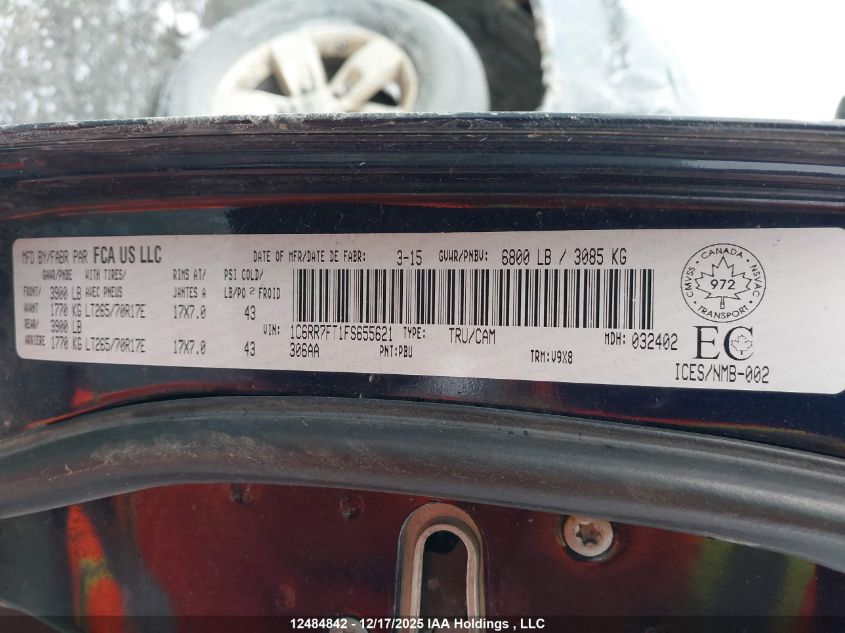 MFD BY/FABR PAR FCA US LLC DATE OF MFR/DATE DE FABR: 3-15 GVWR/PNBV: 6800 LB / 3085 KG
GAWR/PNBE WITH TIRES/ RIMS AT/ PSI COLD/
FRONT/ 3900 LB AVEC PNEUS JANTES A LB/PO² FROID
AVANT 1770 KG LT265/70R17E 17X7.0 43
REAR/ 3900 LB
ARRIERE 1770 KG LT265/70R17E 17X7.0 43
VIN: 1C6RR7FT1FS655621 TYPE: TRU/CAM MDH: 032402
306AA PNT:PBU TRM:V9X8
CMVSS CANADA NSVAC
972
TRANSPORT
EC
ICES/NMB-002
12484842 - 12/17/2025 IAA Holdings , LLC